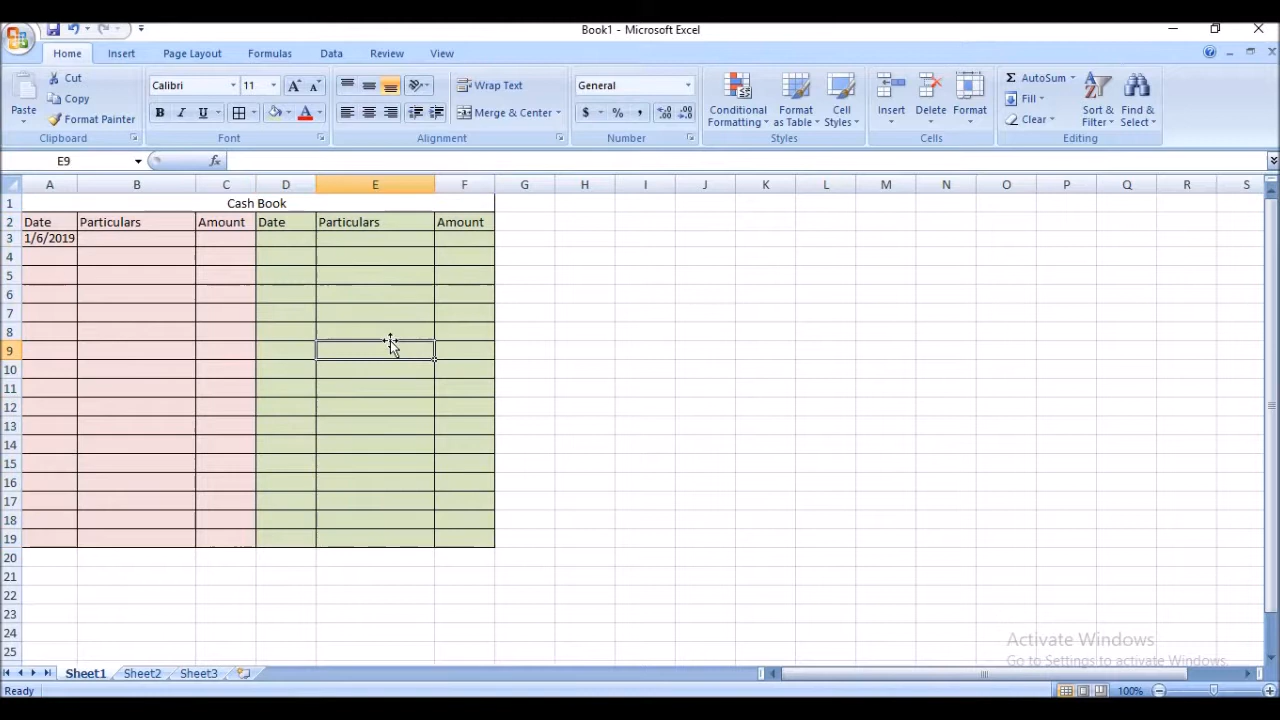 Book1 - Microsoft Excel
Home Insert Page Layout Formulas Data Review View
Paste
Cut
Copy
Format Painter
Clipboard
Calibri 11
B I U
Font
Wrap Text
Merge & Center
Alignment
General
$ % ,
Number
Conditional Formatting
Format as Table
Cell Styles
Styles
Insert Delete Format
Cells
Σ AutoSum
Fill
Clear
Sort & Filter
Find & Select
Editing
E9 fx
A B C D E F G H I J K L M N O P Q R S
1 Cash Book
2 Date Particulars Amount Date Particulars Amount
3 1/6/2019
4
5
6
7
8
9
10
11
12
13
14
15
16
17
18
19
20
21
22
23
24
25
Activate Windows
Go to Settings to activate Windows.
Sheet1 Sheet2 Sheet3
Ready 100%